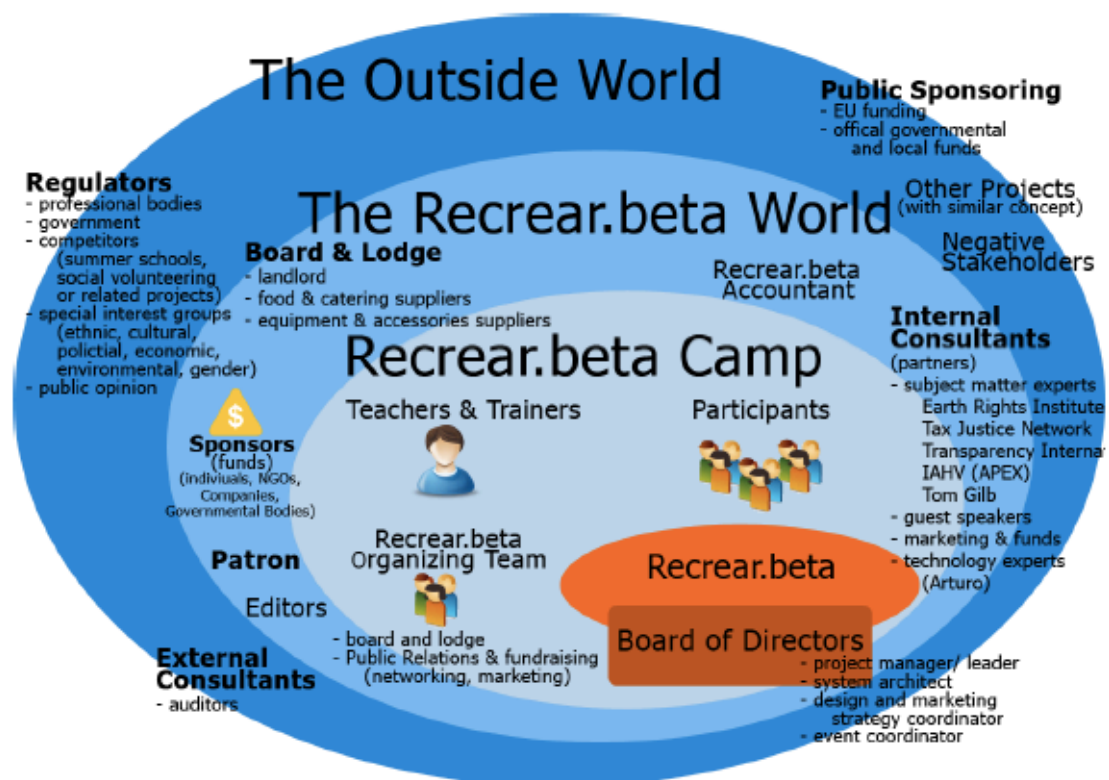 The Outside World
Public Sponsoring
- EU funding
- offical governmental
and local funds
Regulators
- professional bodies
- government
- competitors
(summer schools,
social volunteering
or related projects)
- special interest groups
(ethnic, cultural,
polictial, economic,
environmental, gender)
- public opinion
Other Projects
(with similar concept)
Negative
Stakeholders
The Recrear.beta World
Board & Lodge
- landlord
- food & catering suppliers
- equipment & accessories suppliers
Recrear.beta
Accountant
Internal
Consultants
(partners)
- subject matter experts
Earth Rights Institute
Tax Justice Network
Transparency Internat
IAHV (APEX)
Tom Gilb
- guest speakers
- marketing & funds
- technology experts
(Arturo)
Recrear.beta Camp
Teachers & Trainers
Participants
$
Sponsors
(funds)
(indiviuals, NGOs,
Companies,
Governmental Bodies)
Patron
Editors
Recrear.beta
Organizing Team
- board and lodge
- Public Relations & fundraising
(networking, marketing)
Recrear.beta
Board of Directors
- project manager/ leader
- system architect
- design and marketing
strategy coordinator
- event coordinator
External
Consultants
- auditors